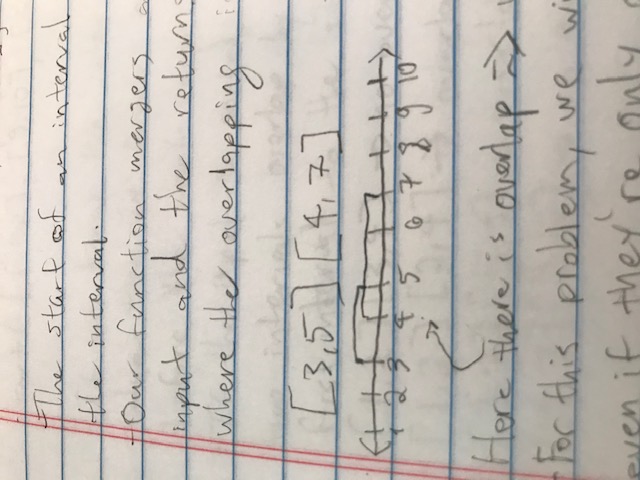 - The start of an interval
the interval.
- Our function mergers
input and the return
where the overlapping
[3,5] [4,7]
1 2 3 4 5 6 7 8 9 10
Here there is overlap ⇒
- For this problem, we
even if they're only